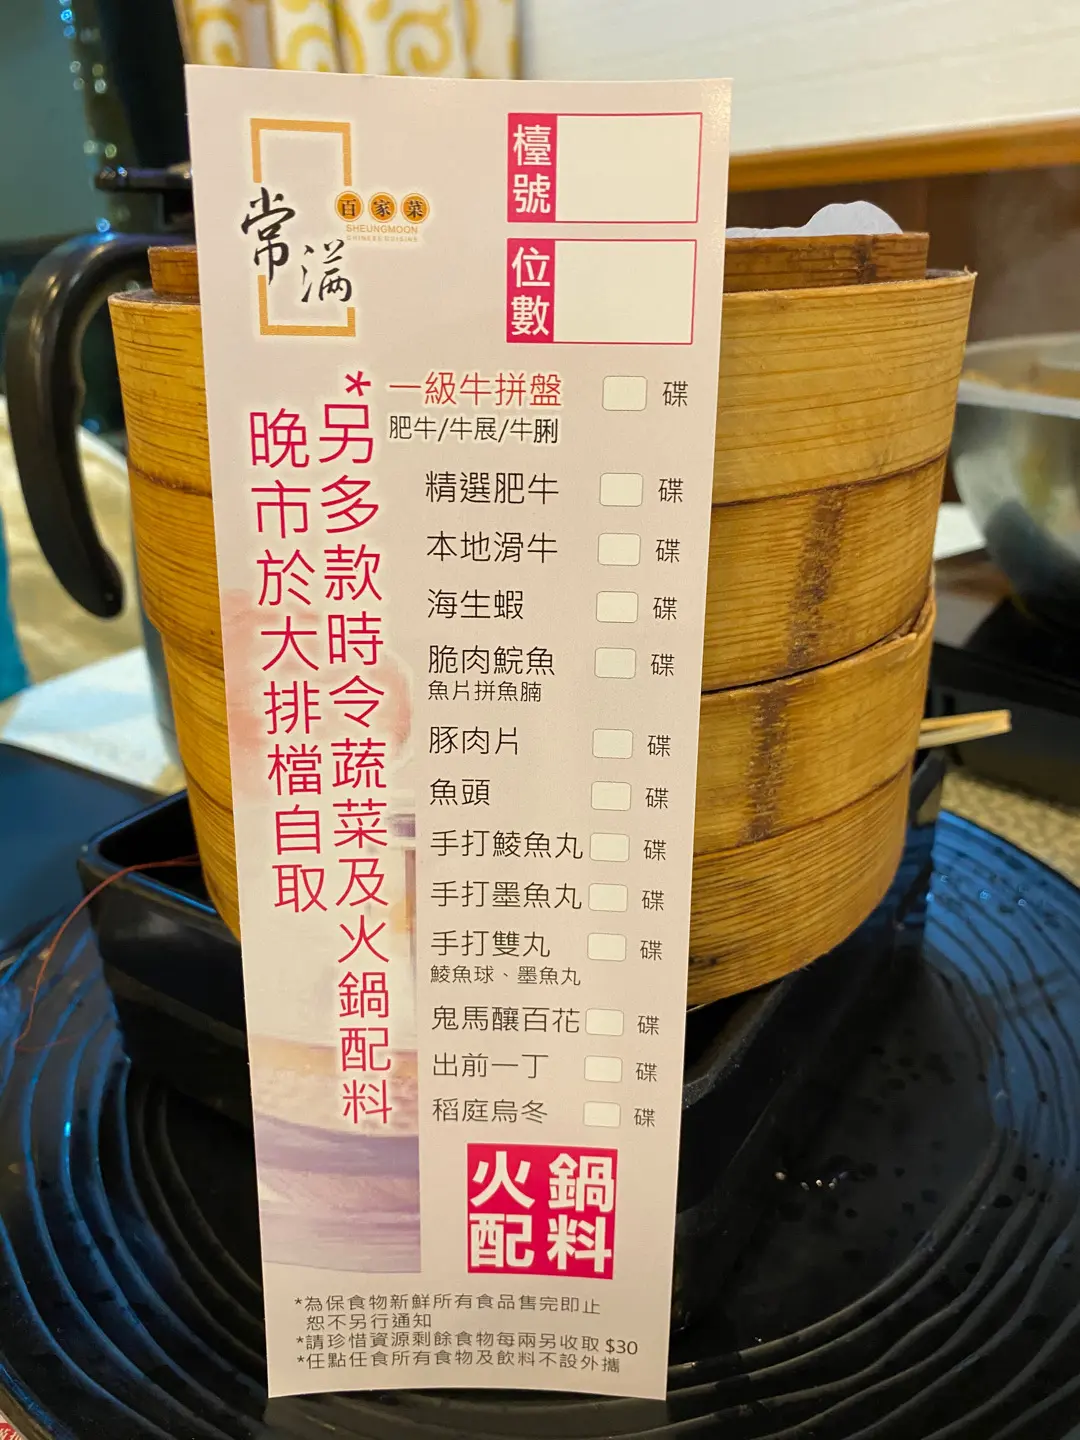 常滿
百家菜
SHEUNGMOON
CHINESE CUISINE
檯號
位數
*另多款時令蔬菜及火鍋配料
晚市於大排檔自取
一級牛拼盤 碟
肥牛/牛展/牛脷
精選肥牛 碟
本地滑牛 碟
海生蝦 碟
脆肉鯇魚 碟
魚片拼魚腩
豚肉片 碟
魚頭 碟
手打鯪魚丸 碟
手打墨魚丸 碟
手打雙丸 碟
鯪魚球、墨魚丸
鬼馬釀百花 碟
出前一丁 碟
稻庭烏冬 碟
火鍋
配料
*為保食物新鮮所有食品售完即止
恕不另行通知
*請珍惜資源剩餘食物每兩另收取 $30
*任點任食所有食物及飲料不設外攜